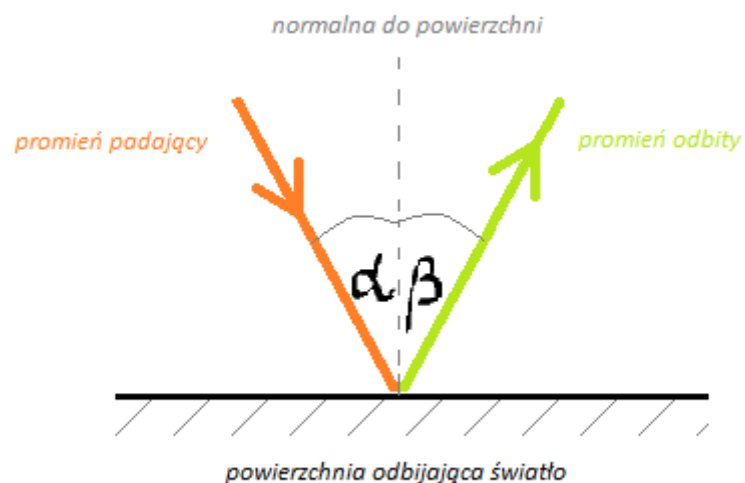 normalna do powierzchni
promień padający
promień odbity
α β
powierzchnia odbijająca światło